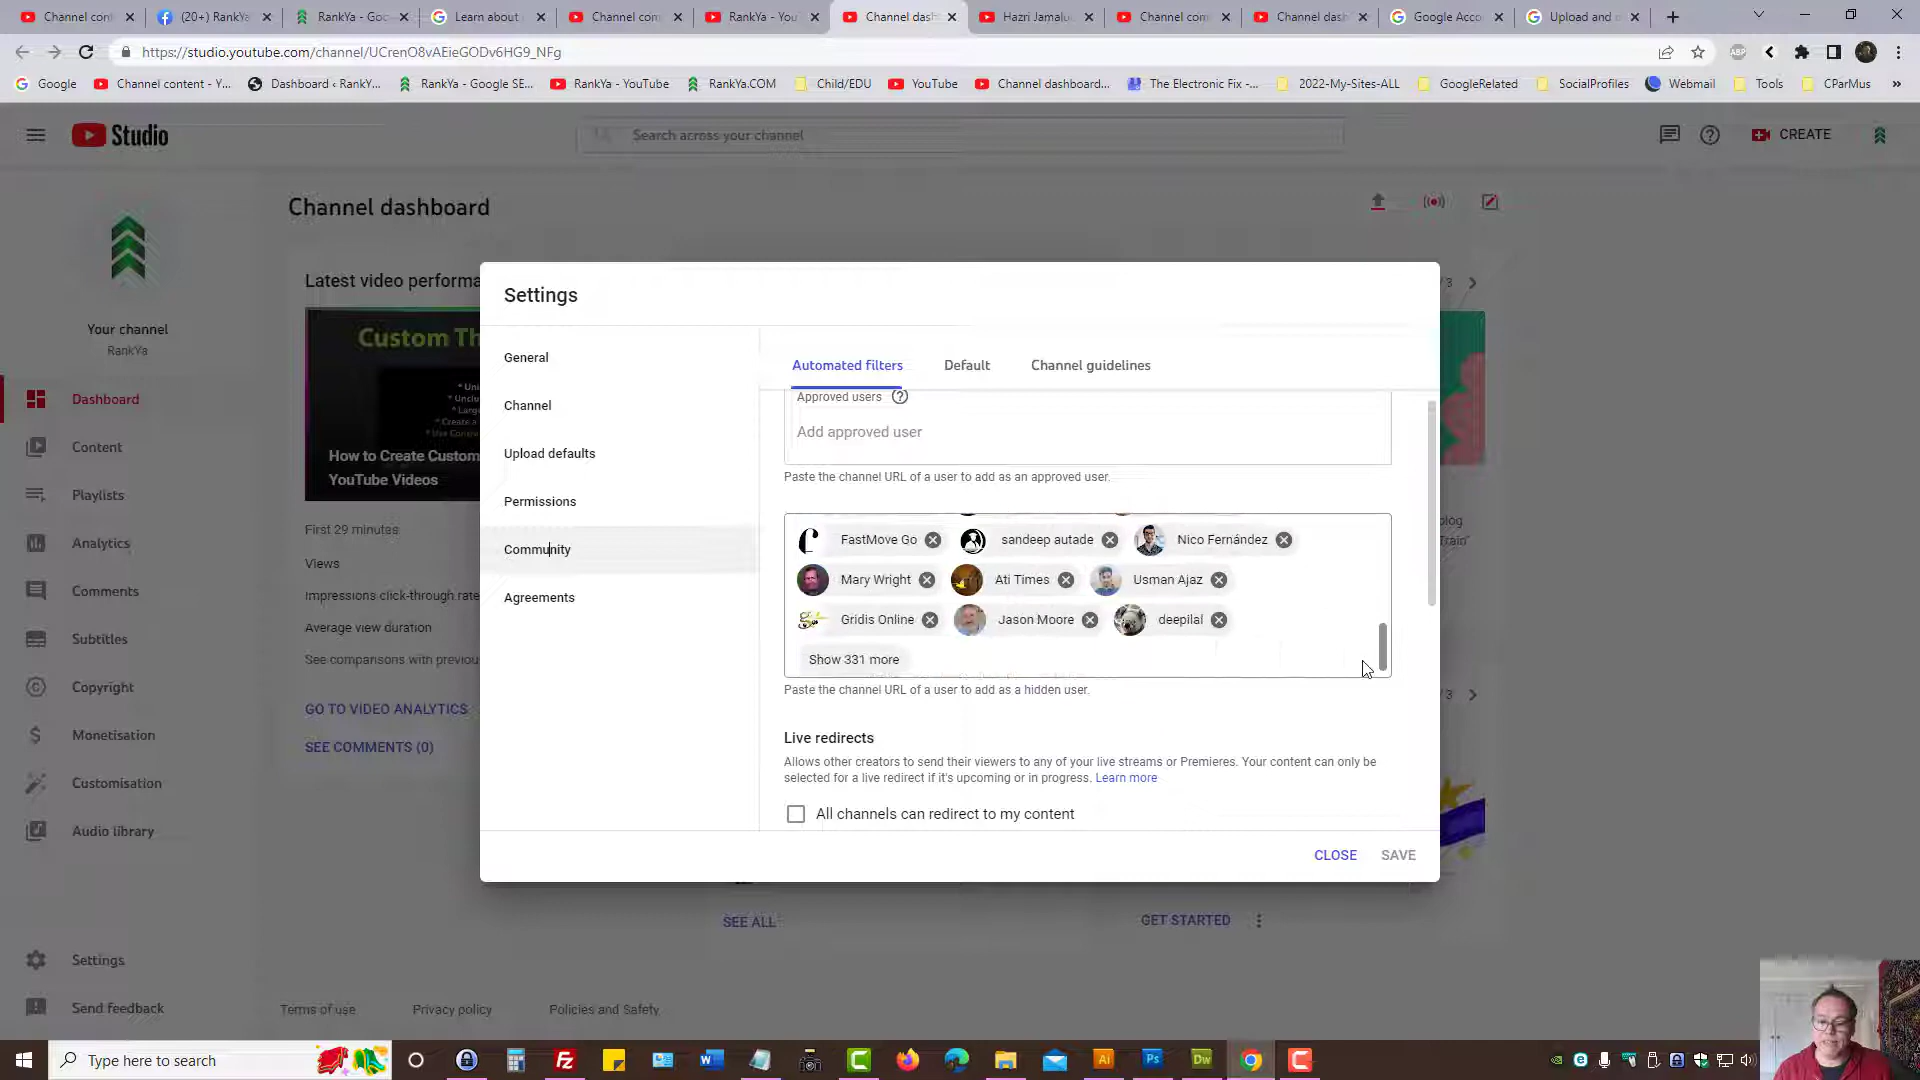 Channel cont
(20+) RankYa
RankYa - Goo
Learn about
Channel com
RankYa - You
Channel dash
Hazri Jamalu
Channel com
Channel dash
Google Acco
Upload and
https://studio.youtube.com/channel/UCrenO8vAEieGODv6HG9_NFg
ABP
Google
Channel content - Y...
Dashboard ‹ RankY...
RankYa - Google SE...
RankYa - YouTube
RankYa.COM
Child/EDU
YouTube
Channel dashboard...
The Electronic Fix -...
2022-My-Sites-ALL
GoogleRelated
SocialProfiles
Webmail
Tools
CParMus
Studio
Search across your channel
CREATE
Your channel
RankYa
Dashboard
Content
Playlists
Analytics
Comments
Subtitles
Copyright
Monetisation
Customisation
Audio library
Settings
Send feedback
Channel dashboard
Latest video performa
Custom Th
How to Create Custom
YouTube Videos
First 29 minutes:
Views
Impressions click-through rate
Average view duration
See comparisons with previou
GO TO VIDEO ANALYTICS
SEE COMMENTS (0)
/ 3
/ 3
blog
Train"
SEE ALL
GET STARTED
Terms of use
Privacy policy
Policies and Safety
Settings
General
Channel
Upload defaults
Permissions
Community
Agreements
Automated filters
Default
Channel guidelines
Approved users
Add approved user
Paste the channel URL of a user to add as an approved user.
FastMove Go
sandeep autade
Nico Fernández
Mary Wright
Ati Times
Usman Ajaz
Gridis Online
Jason Moore
deepilal
Show 331 more
Paste the channel URL of a user to add as a hidden user.
Live redirects
Allows other creators to send their viewers to any of your live streams or Premieres. Your content can only be
selected for a live redirect if it's upcoming or in progress. Learn more
All channels can redirect to my content
CLOSE
SAVE
Type here to search